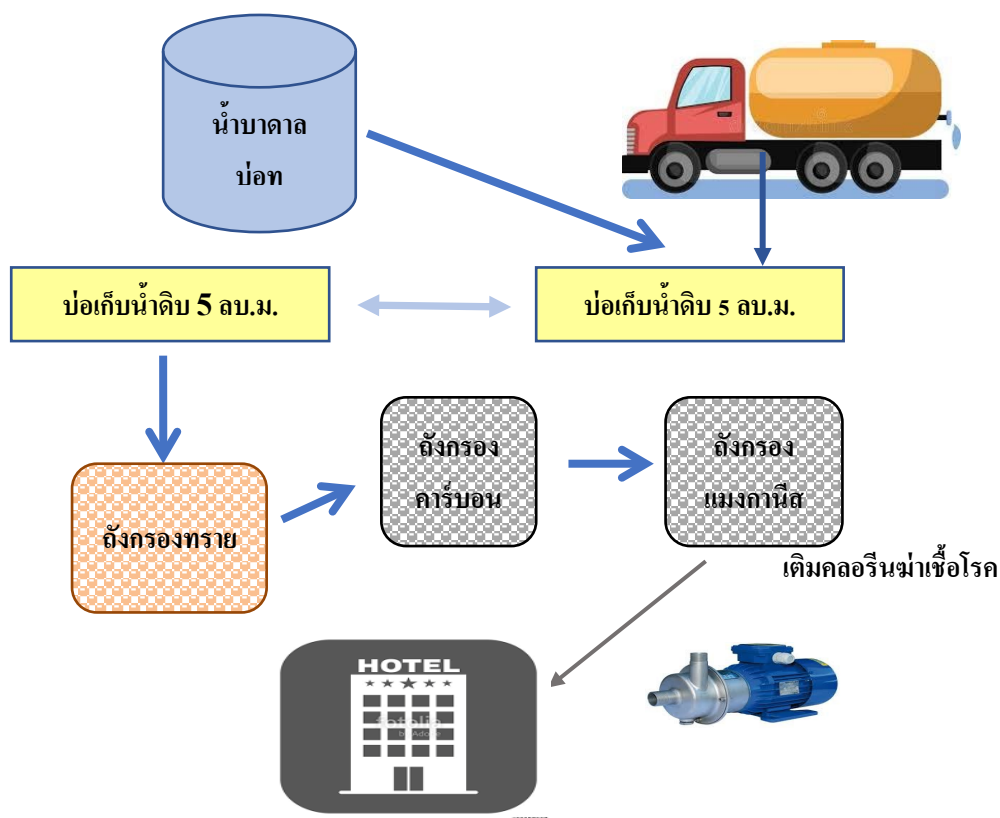 น้ำบาดาล
บ่อท
บ่อเก็บน้ำดิบ 5 ลบ.ม.
บ่อเก็บน้ำดิบ 5 ลบ.ม.
ถังกรอง
คาร์บอน
ถังกรอง
แมงกานีส
ถังกรองทราย
เติมคลอรีนฆ่าเชื้อโรค
HOTEL
fotolia
by Adobe